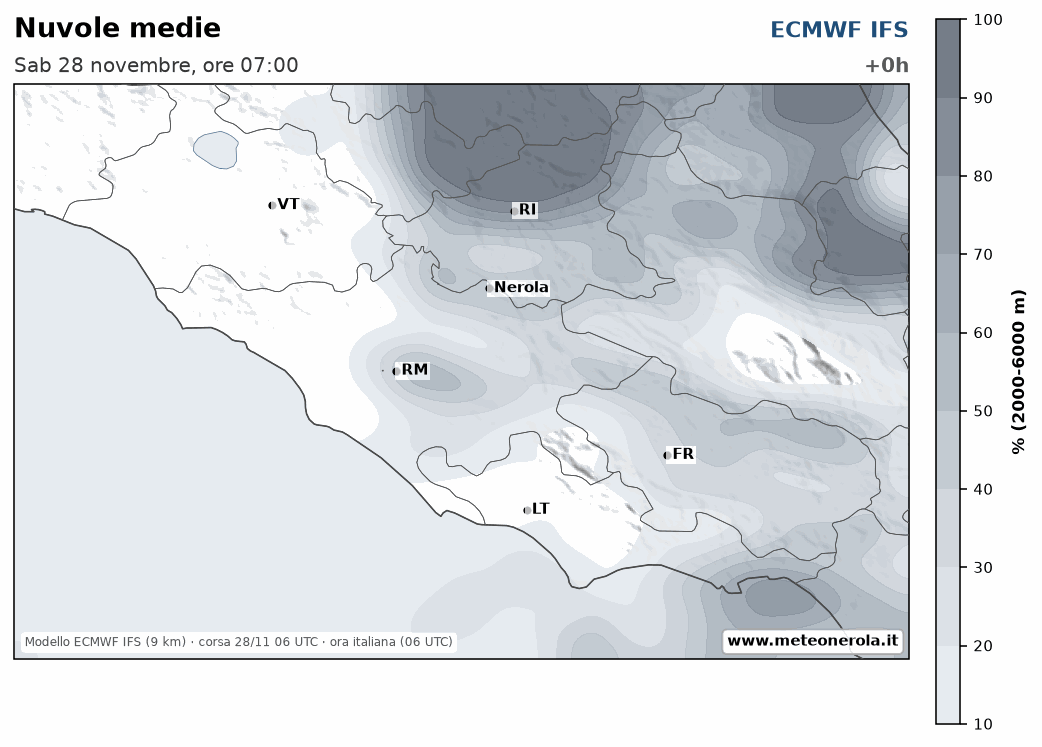 Nuvole medie
ECMWF IFS
Sab 28 novembre, ore 07:00
+0h
100
90
80
70
60
50
40
30
20
10
% (2000-6000 m)
VT
RI
Nerola
RM
FR
LT
Modello ECMWF IFS (9 km) · corsa 28/11 06 UTC · ora italiana (06 UTC)
www.meteonerola.it